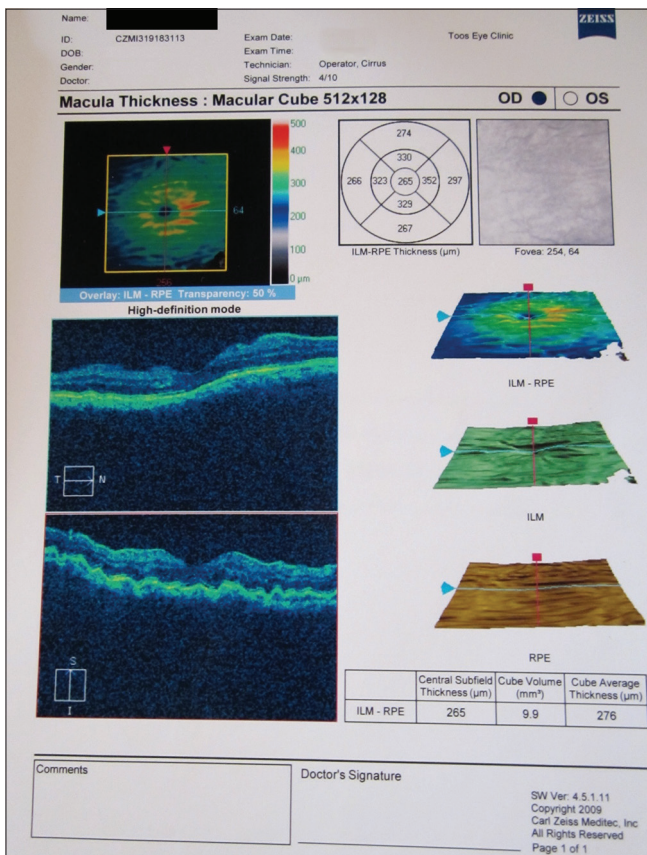 Name:
ZEISS
ID: CZMI319183113 Exam Date: Toos Eye Clinic
DOB: Exam Time:
Gender: Technician: Operator, Cirrus
Doctor: Signal Strength: 4/10
Macula Thickness : Macular Cube 512x128 OD OS
500
400
300
200
100
0 µm
64
256
Overlay: ILM - RPE Transparency: 50 %
274
330
266 323 265 352 297
329
267
ILM-RPE Thickness (µm)
Fovea: 254, 64
High-definition mode
T N
S
I
ILM - RPE
ILM
RPE
Central Subfield Thickness (µm) Cube Volume (mm³) Cube Average Thickness (µm)
ILM - RPE 265 9.9 276
Comments
Doctor's Signature
SW Ver: 4.5.1.11
Copyright 2009
Carl Zeiss Meditec, Inc
All Rights Reserved
Page 1 of 1